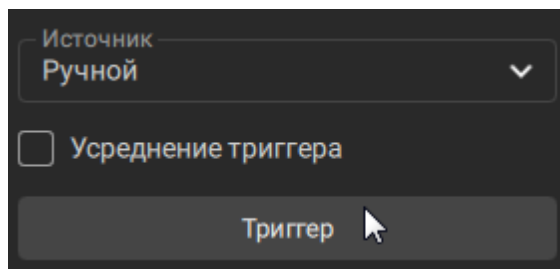 Источник
Ручной
Усреднение триггера
Триггер